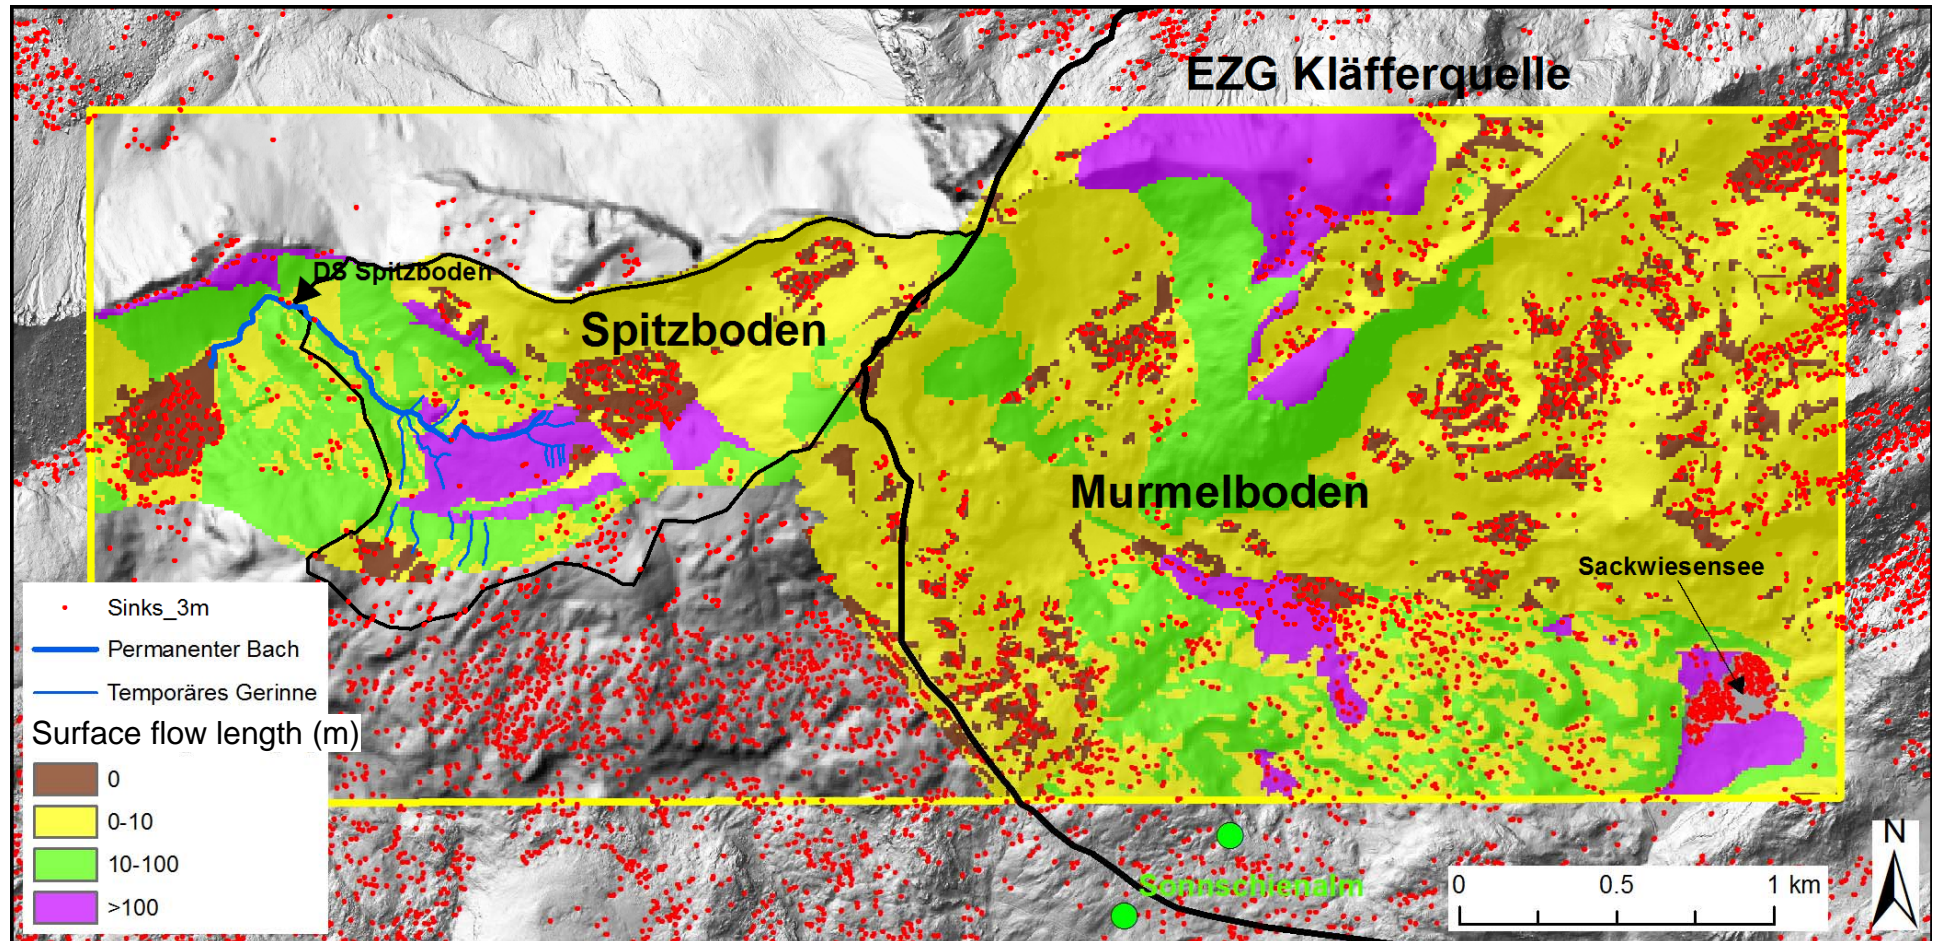 EZG Kläfferquelle
DS Spitzboden
Spitzboden
Murmelboden
Sackwiesensee
Sinks_3m
Permanenter Bach
Temporäres Gerinne
Surface flow length (m)
0
0-10
10-100
>100
Sonnschienalm
0 0.5 1 km
N